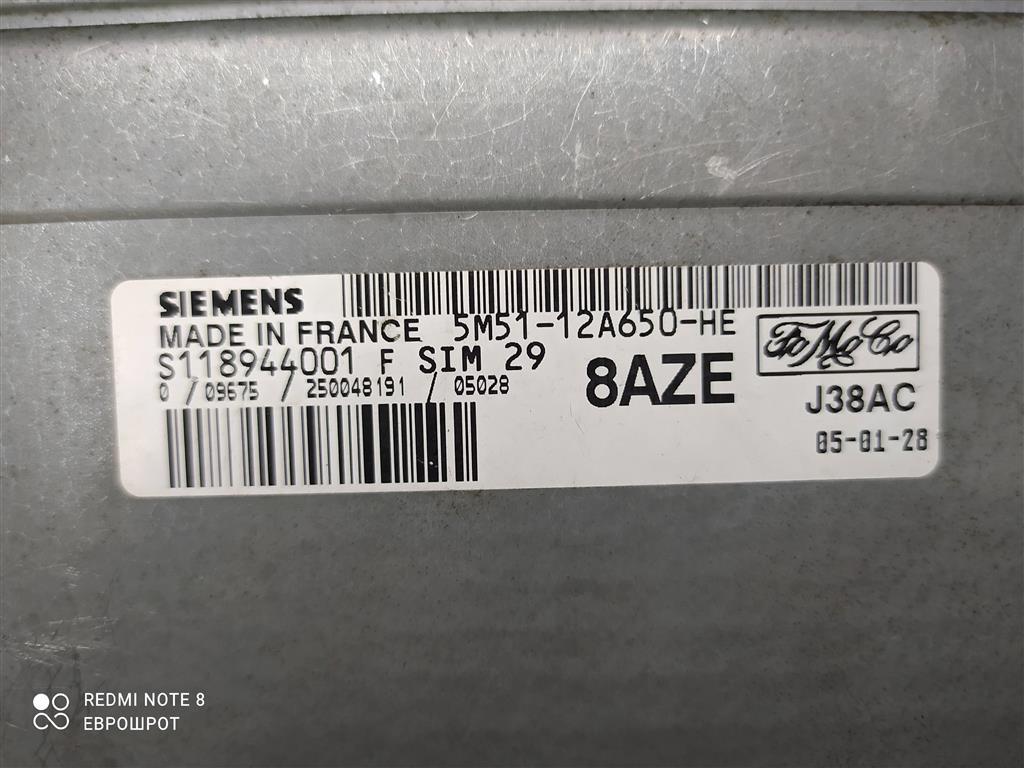 SIEMENS
MADE IN FRANCE 5M51-12A650-HE
S118944001 F SIM 29
0 / 09675 / 250048191 / 05028
8AZE
FoMoCo
J38AC
05-01-28
REDMI NOTE 8
ЕВРОШРОТ